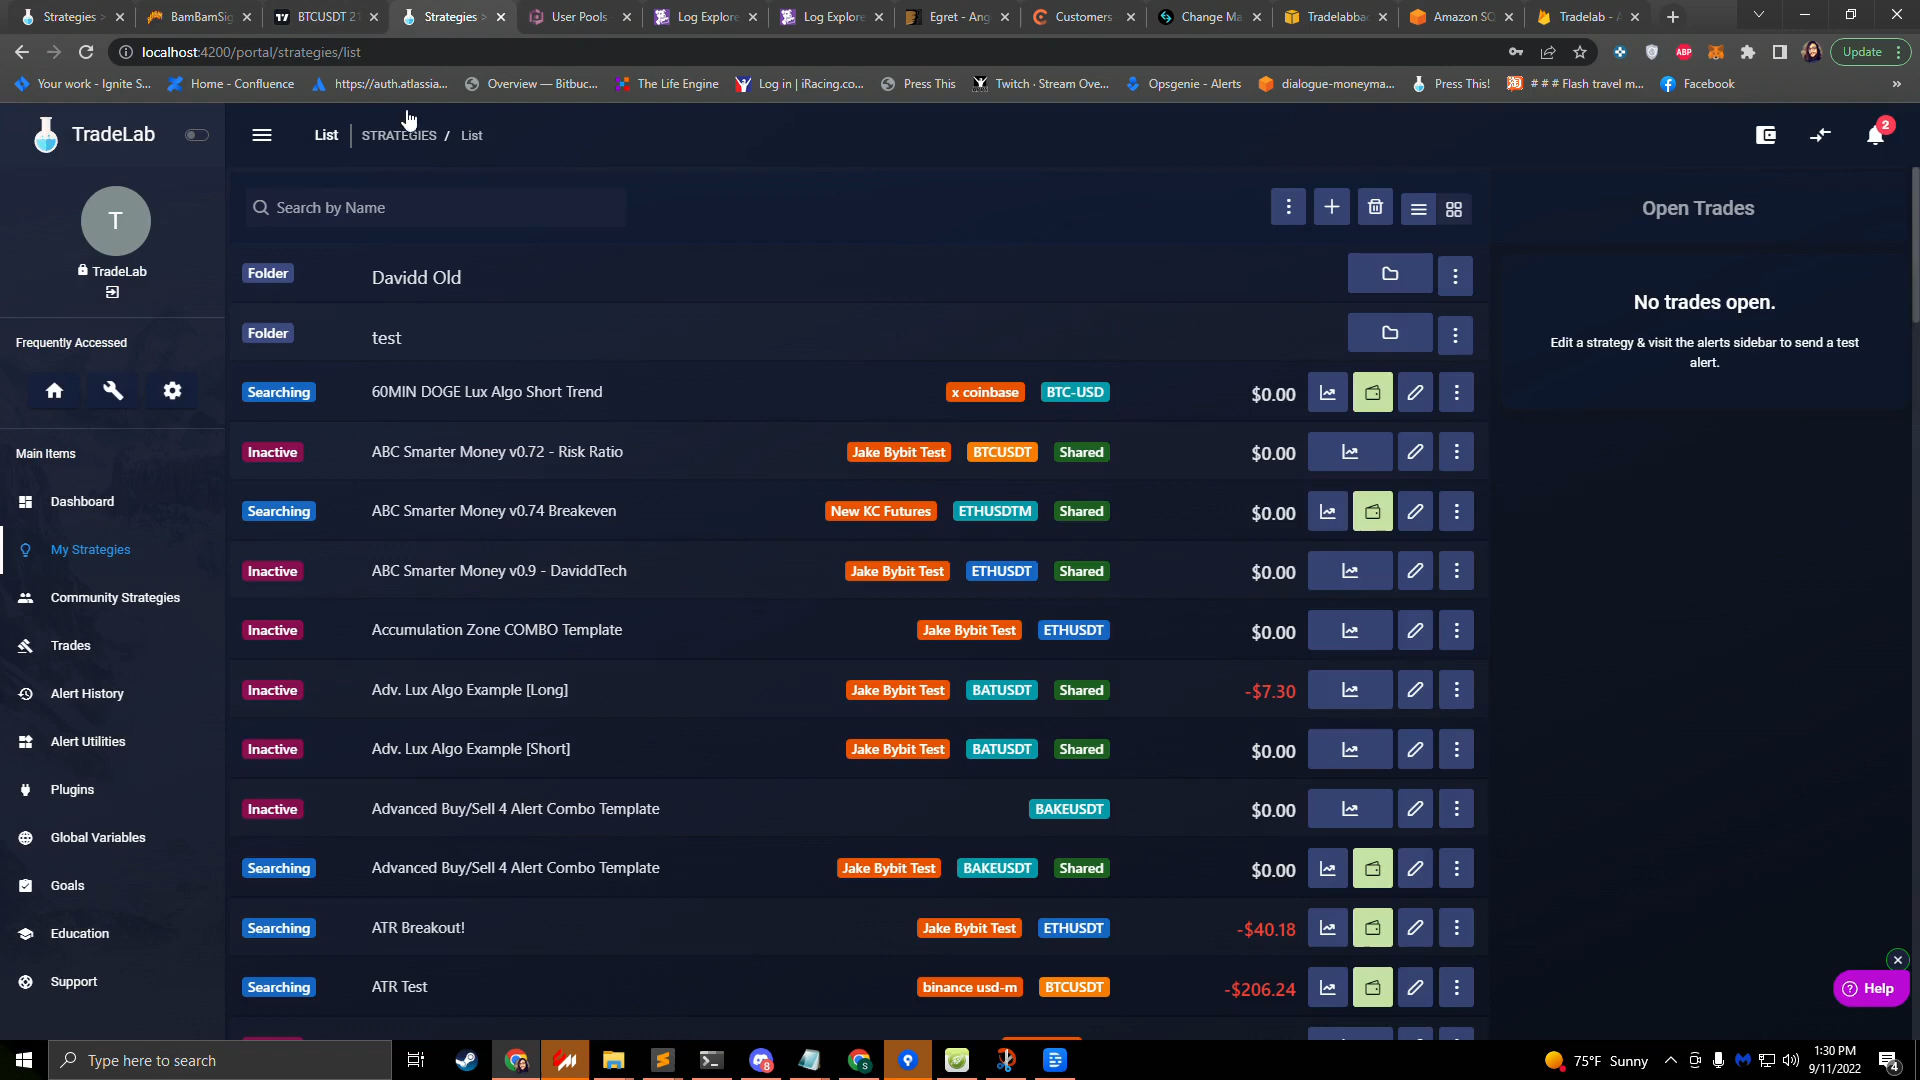 Strategies >
BamBamSig
BTCUSDT 21
Strategies >
User Pools -
Log Explore
Log Explore
Egret - Ang
Customers
Change Ma
Tradelabbac
Amazon SQ
Tradelab - A
localhost:4200/portal/strategies/list
Update
Your work - Ignite S...
Home - Confluence
https://auth.atlassia...
Overview — Bitbuc...
The Life Engine
Log in | iRacing.co...
Press This
Twitch · Stream Ove...
Opsgenie - Alerts
dialogue-moneyma...
Press This!
# # # Flash travel m...
Facebook
»
TradeLab
List
STRATEGIES / List
2
T
TradeLab
Search by Name
Open Trades
Folder
Davidd Old
No trades open.
Edit a strategy & visit the alerts sidebar to send a test
alert.
Folder
test
Frequently Accessed
Searching 60MIN DOGE Lux Algo Short Trend x coinbase BTC-USD $0.00
Main Items
Inactive ABC Smarter Money v0.72 - Risk Ratio Jake Bybit Test BTCUSDT Shared $0.00
Dashboard
Searching ABC Smarter Money v0.74 Breakeven New KC Futures ETHUSDTM Shared $0.00
My Strategies
Inactive ABC Smarter Money v0.9 - DaviddTech Jake Bybit Test ETHUSDT Shared $0.00
Community Strategies
Inactive Accumulation Zone COMBO Template Jake Bybit Test ETHUSDT $0.00
Trades
Inactive Adv. Lux Algo Example [Long] Jake Bybit Test BATUSDT Shared -$7.30
Alert History
Inactive Adv. Lux Algo Example [Short] Jake Bybit Test BATUSDT Shared $0.00
Alert Utilities
Inactive Advanced Buy/Sell 4 Alert Combo Template BAKEUSDT $0.00
Plugins
Global Variables
Searching Advanced Buy/Sell 4 Alert Combo Template Jake Bybit Test BAKEUSDT Shared $0.00
Goals
Searching ATR Breakout! Jake Bybit Test ETHUSDT -$40.18
Education
Searching ATR Test binance usd-m BTCUSDT -$206.24
Support
Help
Type here to search
8
75°F Sunny
1:30 PM
9/11/2022
4